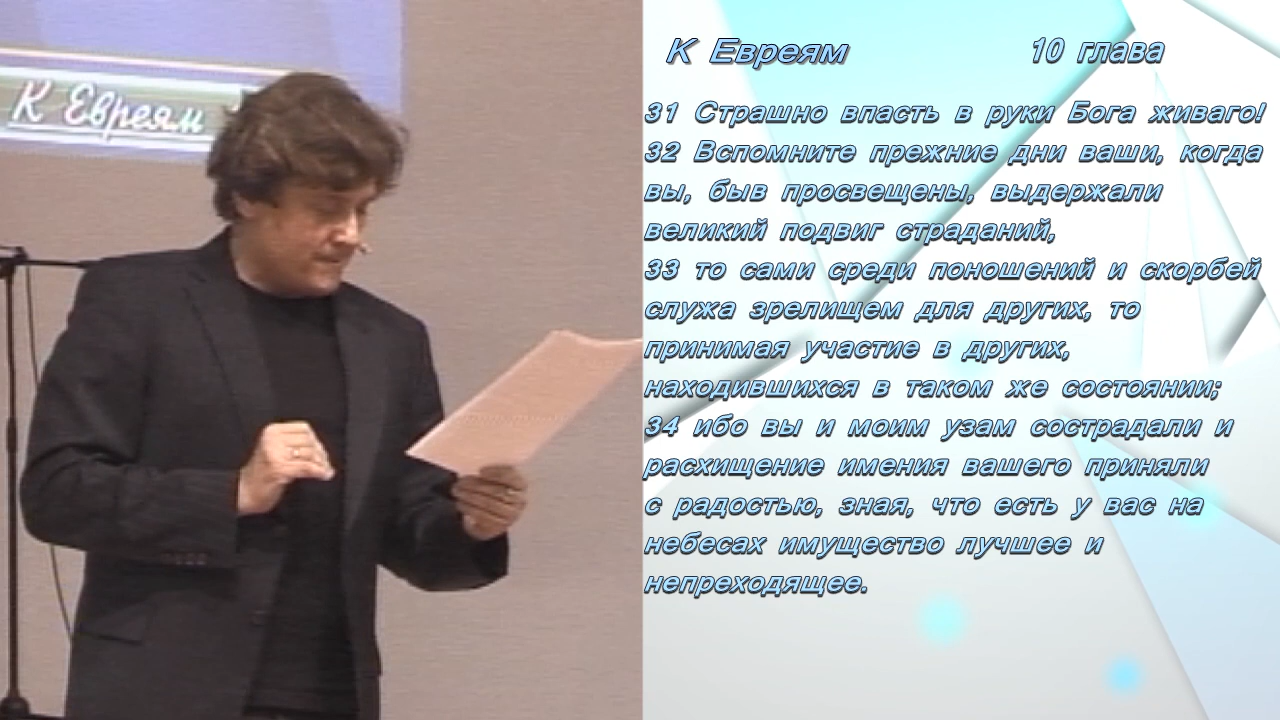 К Евреям
К Евреям 10 глава
31 Страшно впасть в руки Бога живаго!
32 Вспомните прежние дни ваши, когда
вы, быв просвещены, выдержали
великий подвиг страданий,
33 то сами среди поношений и скорбей
служа зрелищем для других, то
принимая участие в других,
находившихся в таком же состоянии;
34 ибо вы и моим узам сострадали и
расхищение имения вашего приняли
с радостью, зная, что есть у вас на
небесах имущество лучшее и
непреходящее.